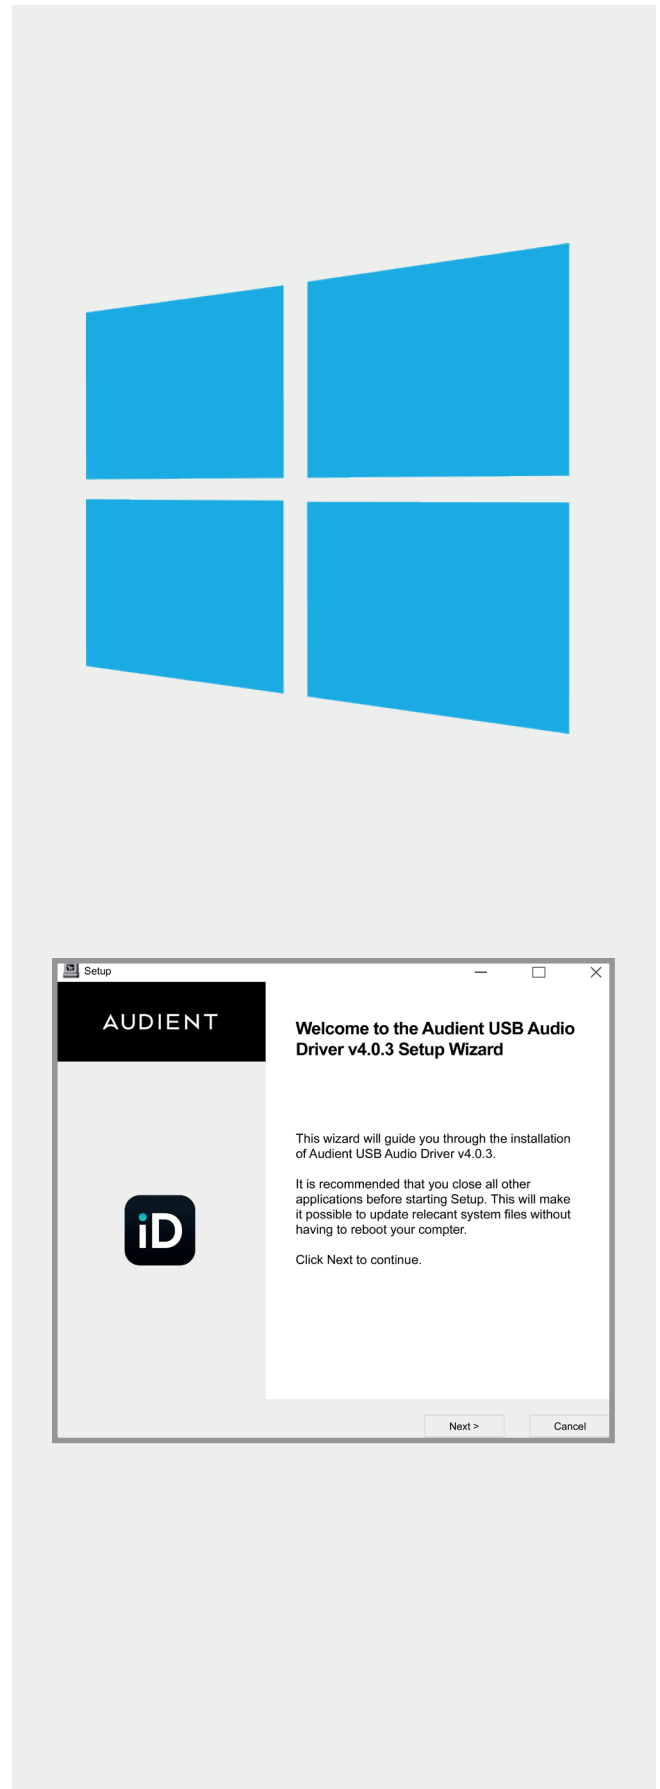 Setup
AUDIENT
Welcome to the Audient USB Audio
Driver v4.0.3 Setup Wizard
This wizard will guide you through the installation
of Audient USB Audio Driver v4.0.3.
It is recommended that you close all other
applications before starting Setup. This will make
it possible to update relecant system files without
having to reboot your compter.
Click Next to continue.
iD
Next >
Cancel